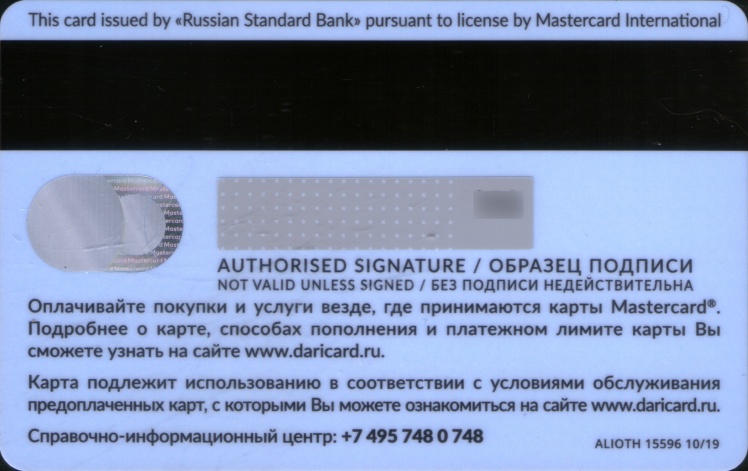 This card issued by «Russian Standard Bank» pursuant to license by Mastercard International
AUTHORISED SIGNATURE / ОБРАЗЕЦ ПОДПИСИ
NOT VALID UNLESS SIGNED / БЕЗ ПОДПИСИ НЕДЕЙСТВИТЕЛЬНА
Оплачивайте покупки и услуги везде, где принимаются карты Mastercard®.
Подробнее о карте, способах пополнения и платежном лимите карты Вы
сможете узнать на сайте www.daricard.ru.
Карта подлежит использованию в соответствии с условиями обслуживания
предоплаченных карт, с которыми Вы можете ознакомиться на сайте www.daricard.ru.
Справочно-информационный центр: +7 495 748 0 748
ALIOTH 15596 10/19